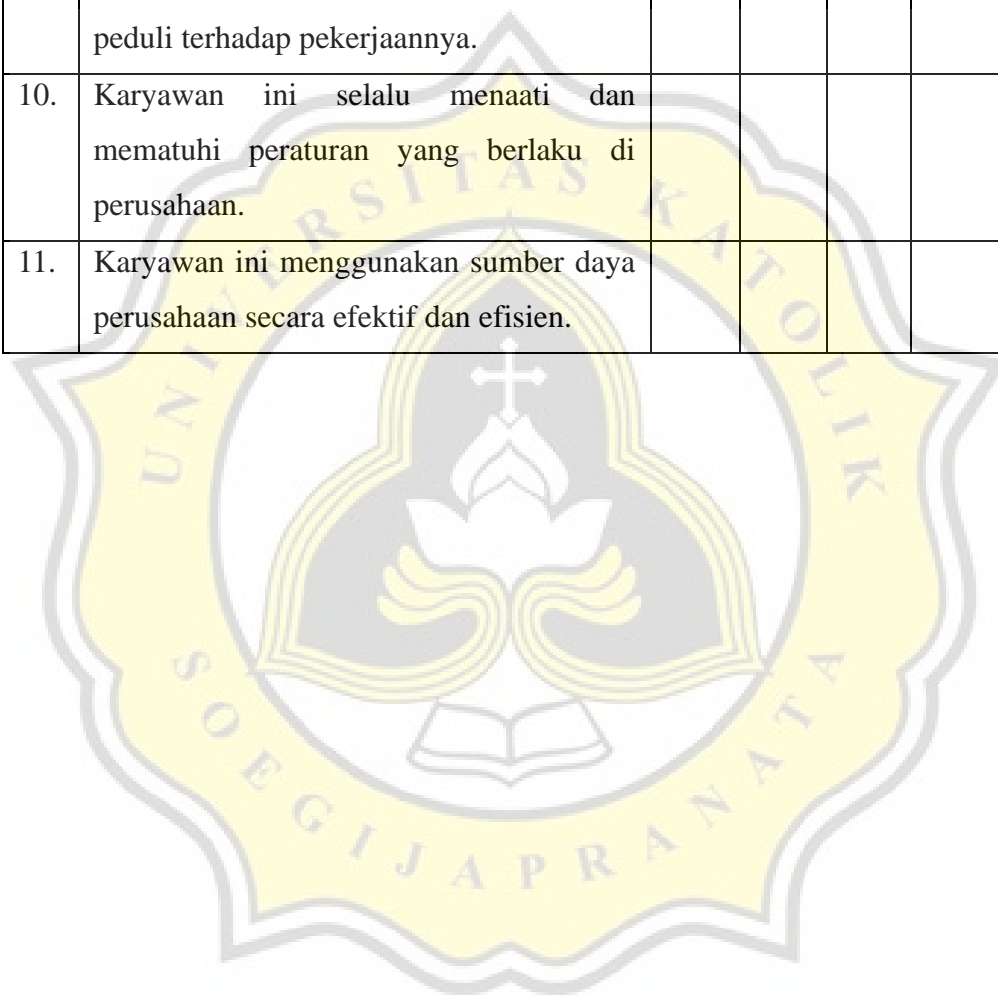 peduli terhadap pekerjaannya.
10. Karyawan ini selalu menaati dan
mematuhi peraturan yang berlaku di
perusahaan.
11. Karyawan ini menggunakan sumber daya
perusahaan secara efektif dan efisien.
UNIVERSITAS KATOLIK
SOEGIJAPRANATA